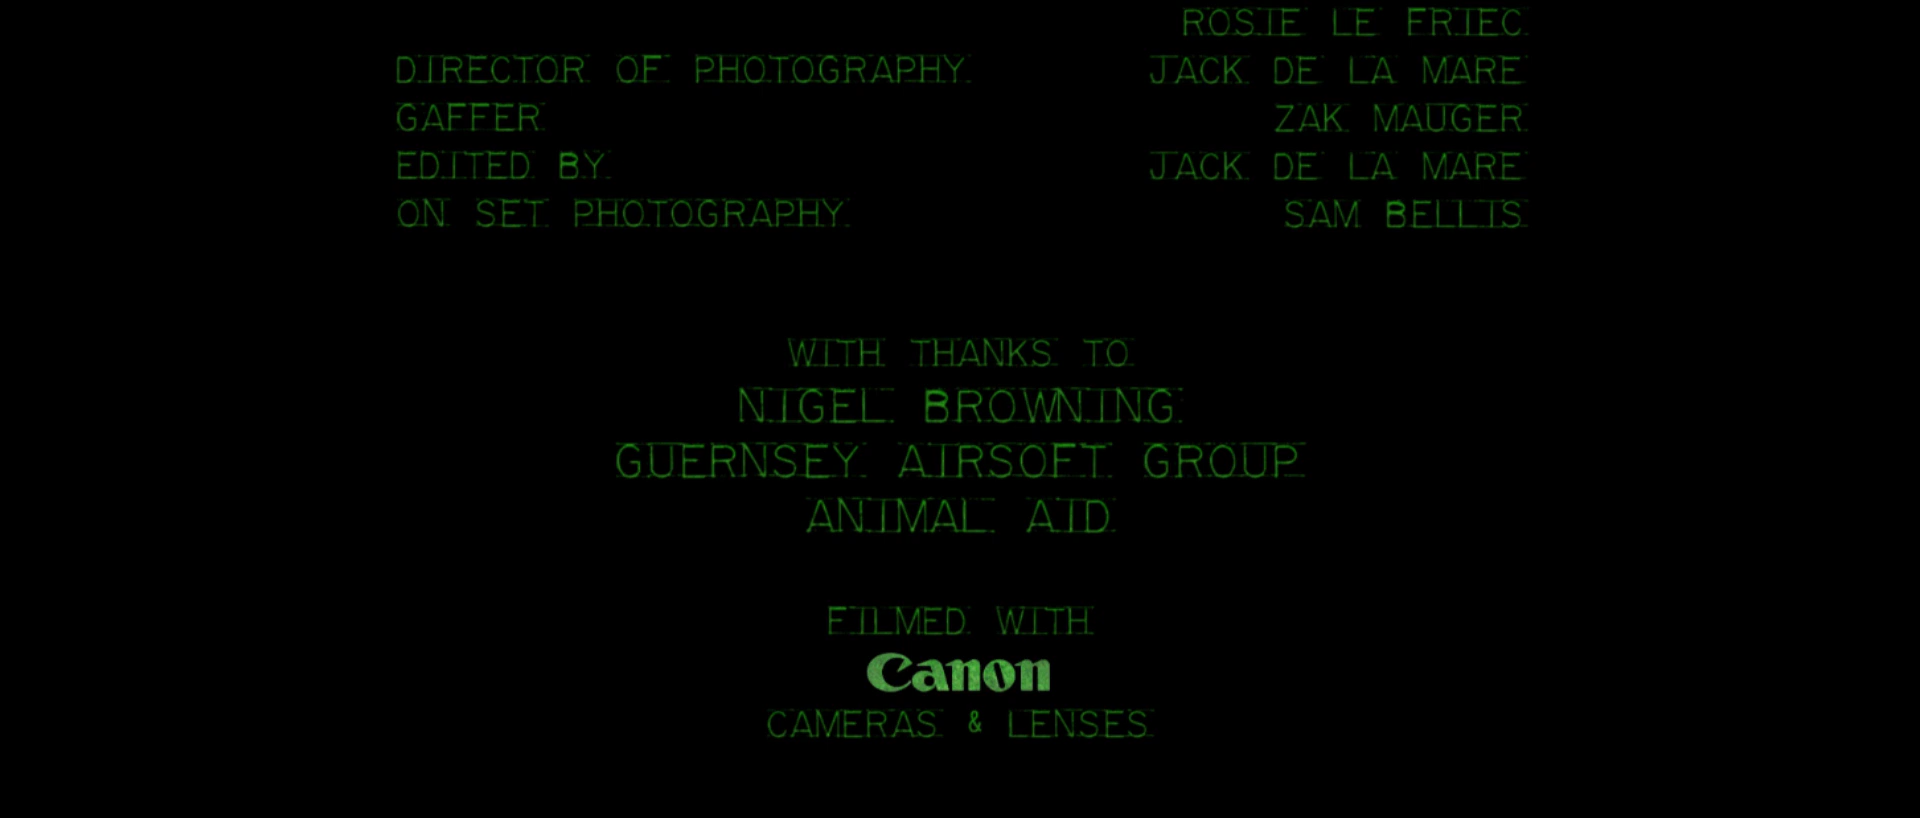 ROSIE LE FRIEC
DIRECTOR OF PHOTOGRAPHY JACK DE LA MARE
GAFFER ZAK MAUGER
EDITED BY JACK DE LA MARE
ON SET PHOTOGRAPHY SAM BELLIS
WITH THANKS TO
NIGEL BROWNING
GUERNSEY AIRSOFT GROUP
ANIMAL AID
FILMED WITH
Canon
CAMERAS & LENSES